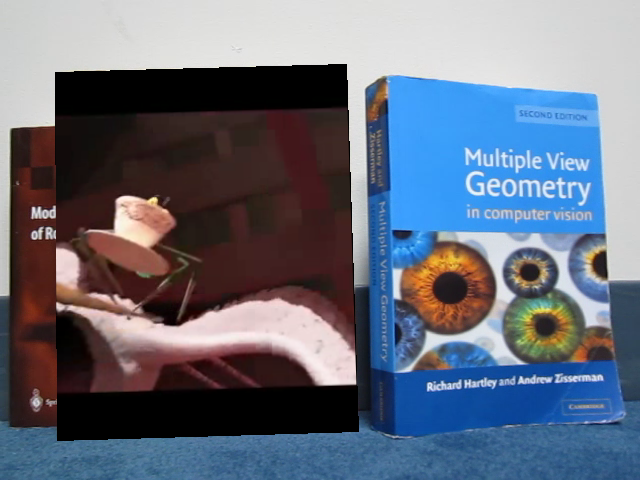 Mod
of Ro
SECOND EDITION
Multiple View
Geometry
in computer vision
Hartley and
Zisserman
Multiple View Geometry
Richard Hartley and Andrew Zisserman
CAMBRIDGE